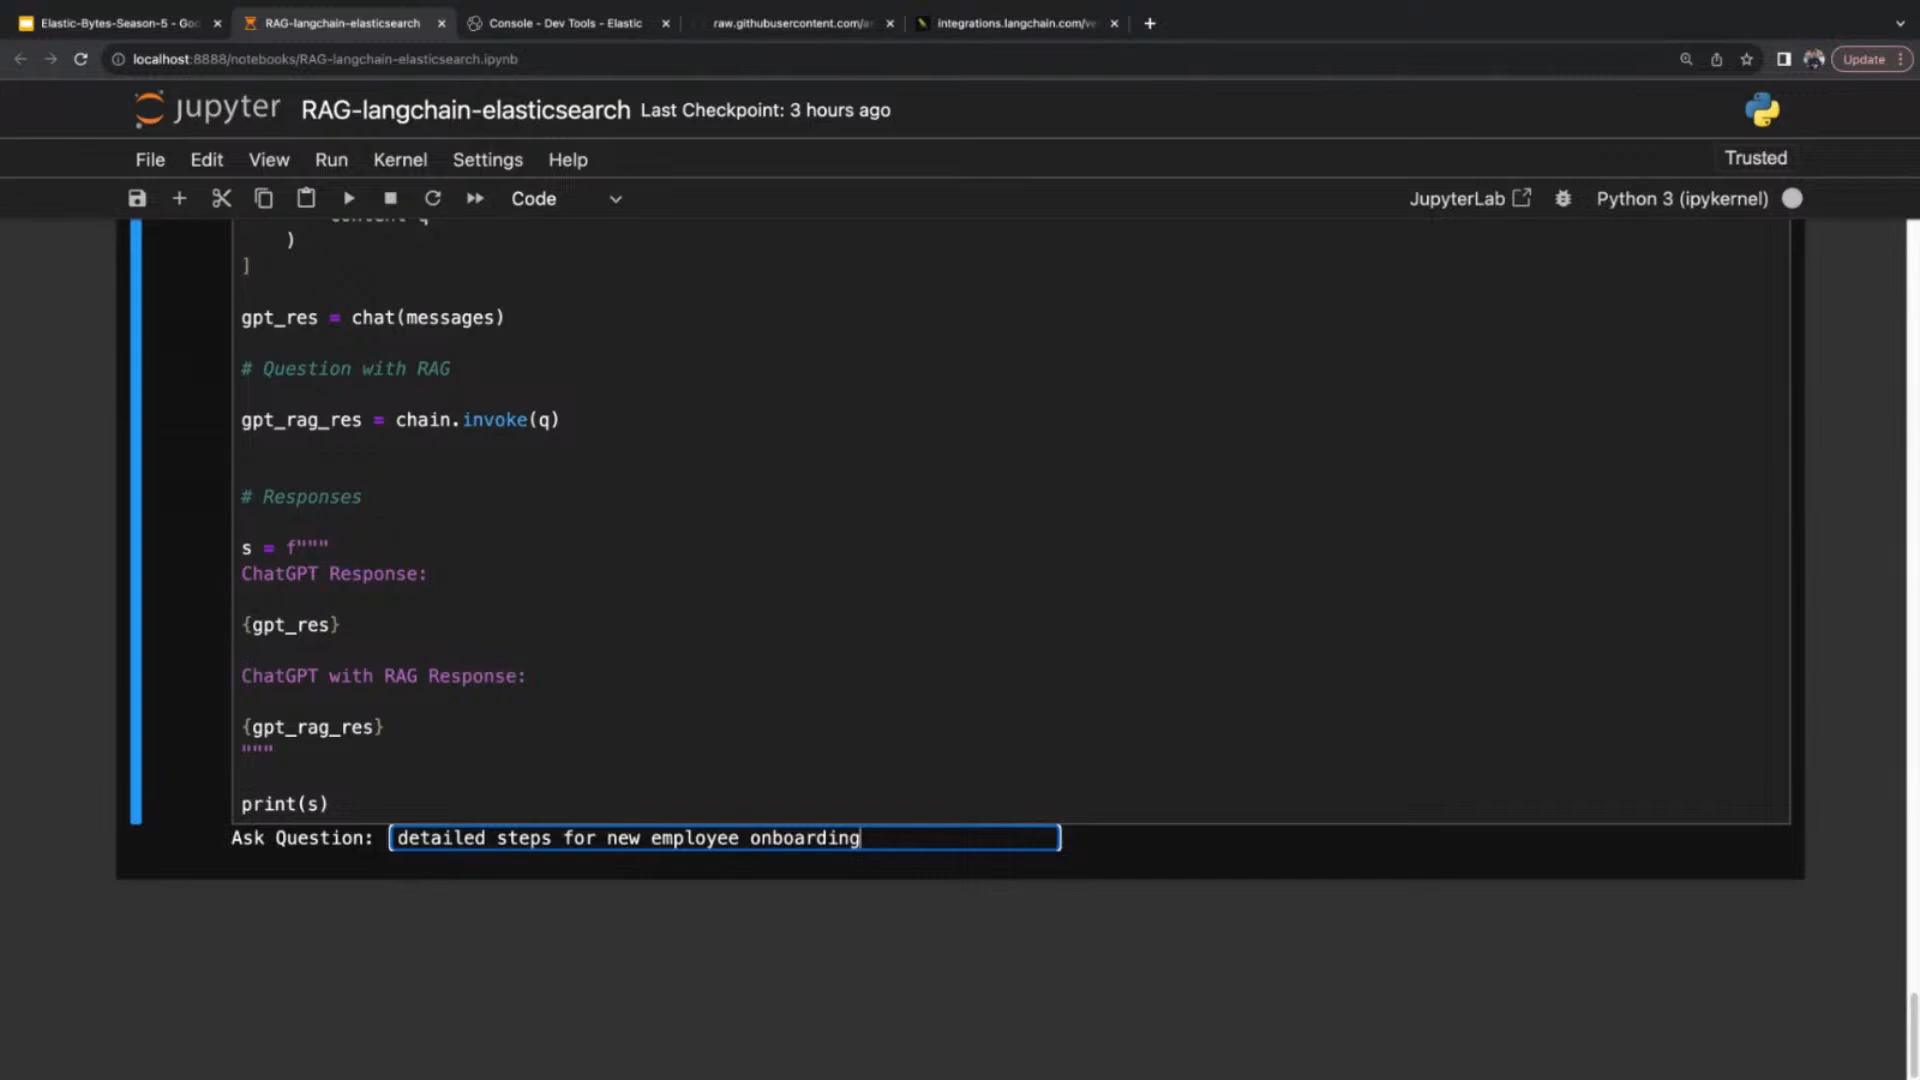 Elastic-Bytes-Season-5 - Goo
RAG-langchain-elasticsearch
Console - Dev Tools - Elastic
raw.githubusercontent.com/
integrations.langchain.com/ve
localhost:8888/notebooks/RAG-langchain-elasticsearch.ipynb
Update
jupyter RAG-langchain-elasticsearch Last Checkpoint: 3 hours ago
File Edit View Run Kernel Settings Help
Trusted
Code
JupyterLab
Python 3 (ipykernel)
)
]
gpt_res = chat(messages)
# Question with RAG
gpt_rag_res = chain.invoke(q)
# Responses
s = f"""
ChatGPT Response:
{gpt_res}
ChatGPT with RAG Response:
{gpt_rag_res}
"""
print(s)
Ask Question: detailed steps for new employee onboarding